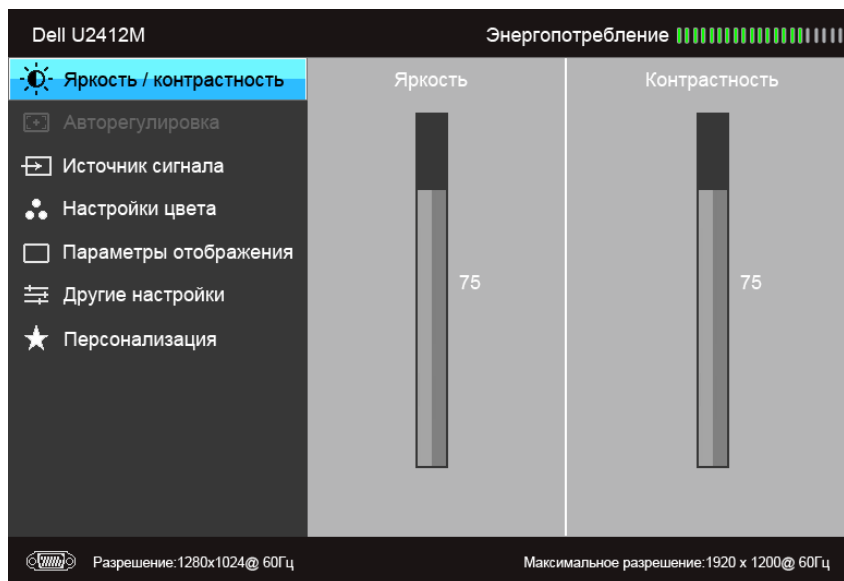 Dell U2412M
Энергопотребление
Яркость / контрастность
Авторегулировка
Источник сигнала
Настройки цвета
Параметры отображения
Другие настройки
Персонализация
Яркость
75
Контрастность
75
Разрешение:1280x1024@ 60Гц
Максимальное разрешение:1920 x 1200@ 60Гц